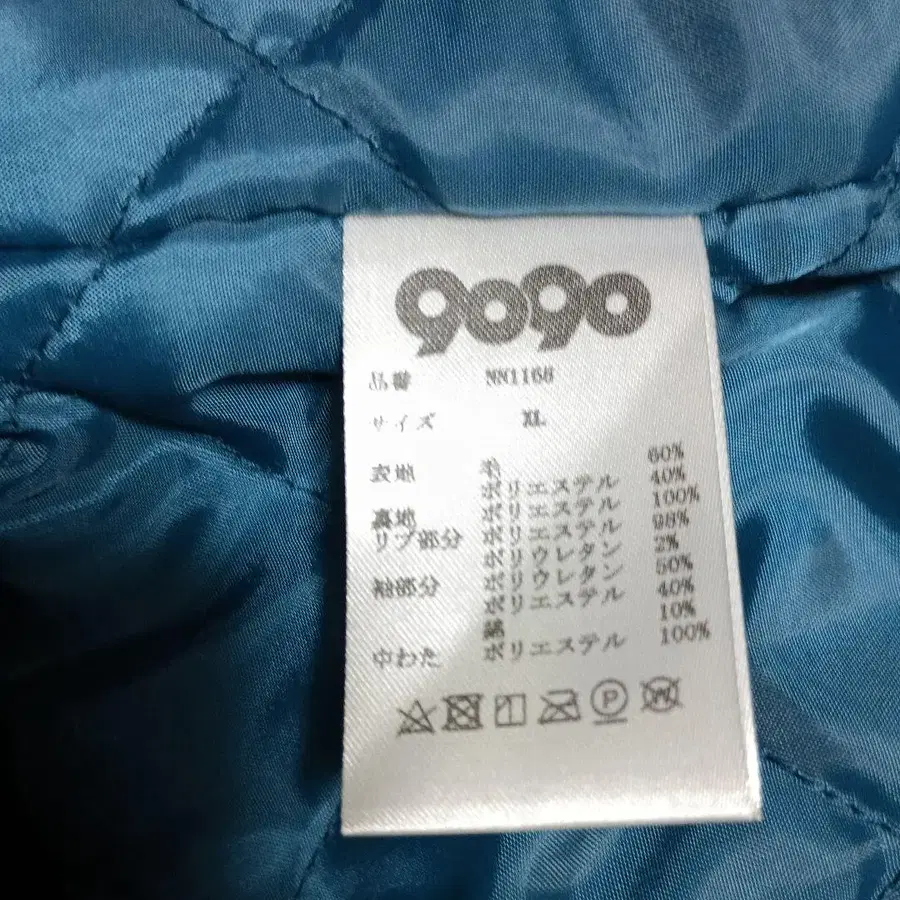 9090
品番 NN1168
サイズ XL
表地 毛 60%
ポリエステル 40%
裏地 ポリエステル 100%
リブ部分 ポリエステル 98%
ポリウレタン 2%
袖部分 ポリウレタン 50%
ポリエステル 40%
綿 10%
中わた ポリエステル 100%
P
W